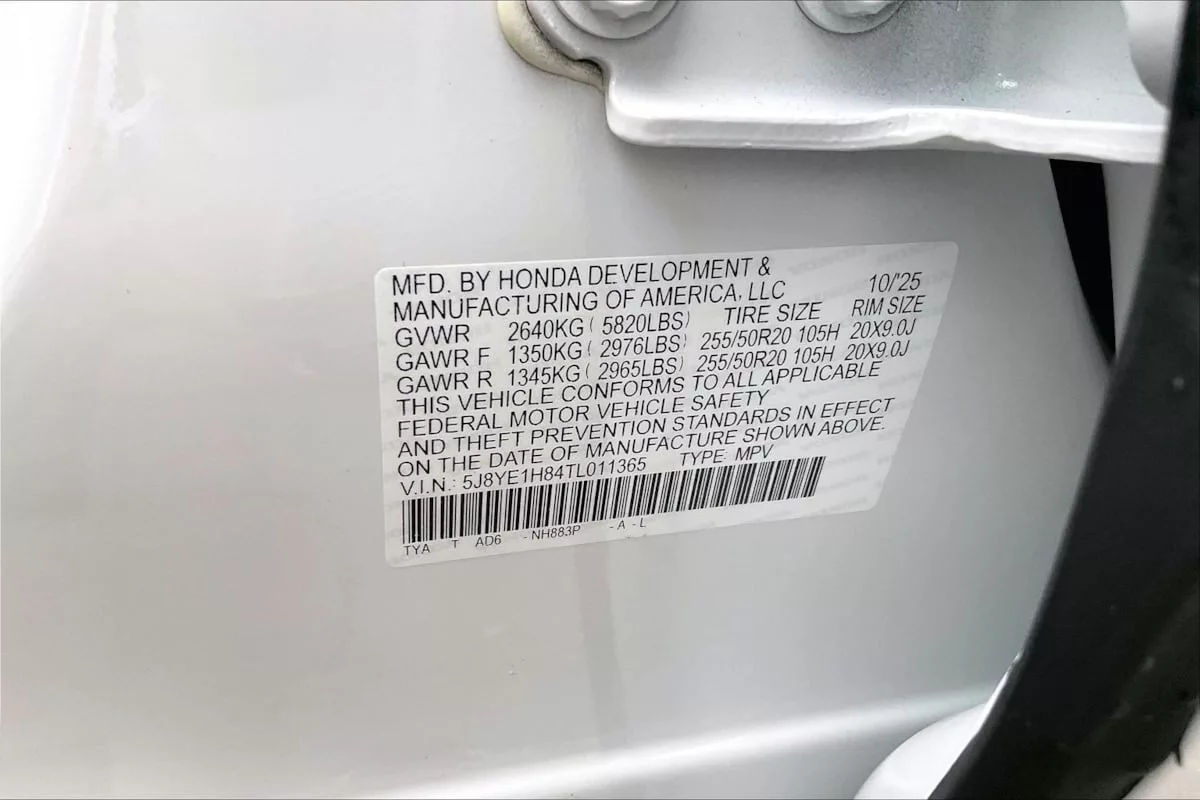 MFD. BY HONDA DEVELOPMENT &
MANUFACTURING OF AMERICA, LLC 10/'25
GVWR 2640KG ( 5820LBS) TIRE SIZE RIM SIZE
GAWR F 1350KG ( 2976LBS) 255/50R20 105H 20X9.0J
GAWR R 1345KG ( 2965LBS) 255/50R20 105H 20X9.0J
THIS VEHICLE CONFORMS TO ALL APPLICABLE
FEDERAL MOTOR VEHICLE SAFETY
AND THEFT PREVENTION STANDARDS IN EFFECT
ON THE DATE OF MANUFACTURE SHOWN ABOVE.
V.I.N.: 5J8YE1H84TL011365 TYPE: MPV
TYA T AD6 - NH883P - A - L